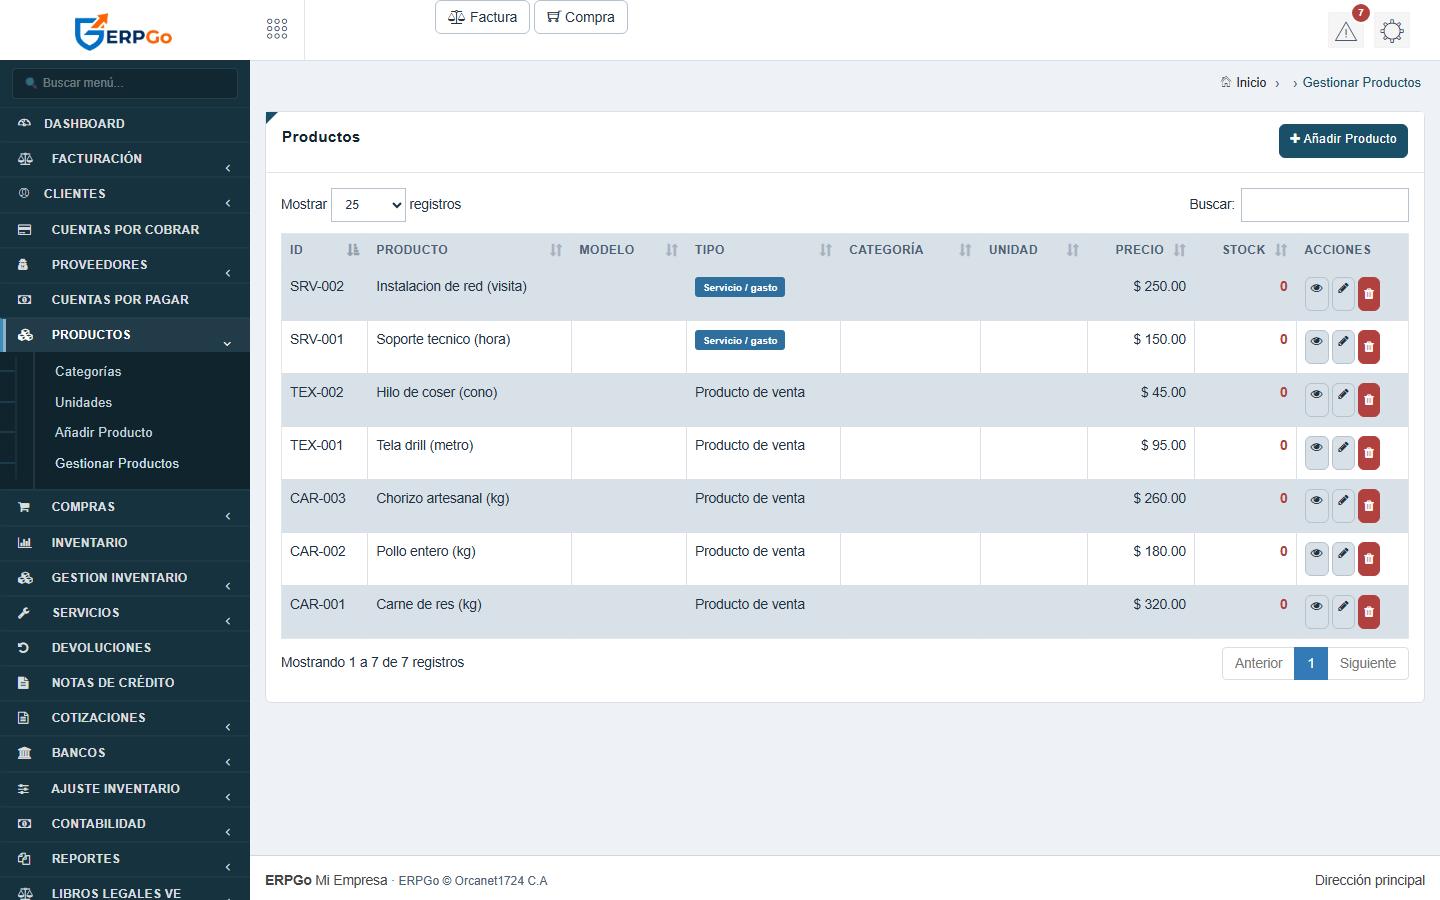 ERPGo
Factura
Compra
7
Buscar menú...
DASHBOARD
FACTURACIÓN
CLIENTES
CUENTAS POR COBRAR
PROVEEDORES
CUENTAS POR PAGAR
PRODUCTOS
Categorías
Unidades
Añadir Producto
Gestionar Productos
COMPRAS
INVENTARIO
GESTION INVENTARIO
SERVICIOS
DEVOLUCIONES
NOTAS DE CRÉDITO
COTIZACIONES
BANCOS
AJUSTE INVENTARIO
CONTABILIDAD
REPORTES
LIBROS LEGALES VE
Inicio › › Gestionar Productos
Productos
+ Añadir Producto
Mostrar 25 registros
Buscar:
ID PRODUCTO MODELO TIPO CATEGORÍA UNIDAD PRECIO STOCK ACCIONES
SRV-002 Instalacion de red (visita) Servicio / gasto $ 250.00 0
SRV-001 Soporte tecnico (hora) Servicio / gasto $ 150.00 0
TEX-002 Hilo de coser (cono) Producto de venta $ 45.00 0
TEX-001 Tela drill (metro) Producto de venta $ 95.00 0
CAR-003 Chorizo artesanal (kg) Producto de venta $ 260.00 0
CAR-002 Pollo entero (kg) Producto de venta $ 180.00 0
CAR-001 Carne de res (kg) Producto de venta $ 320.00 0
Mostrando 1 a 7 de 7 registros
Anterior 1 Siguiente
ERPGo Mi Empresa · ERPGo © Orcanet1724 C.A
Dirección principal